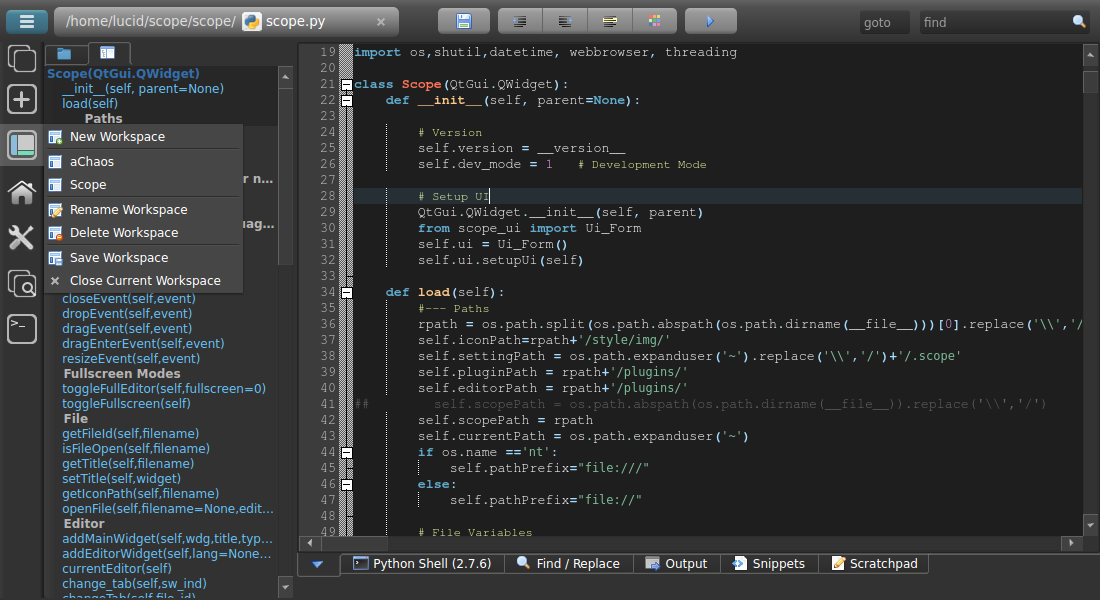 /home/lucid/scope/scope/ scope.py
goto
find
Scope(QtGui.QWidget)
__init__(self, parent=None)
load(self)
Paths
New Workspace
aChaos
Scope
r n...
Rename Workspace
uag...
Delete Workspace
Save Workspace
Close Current Workspace
closeEvent(self,event)
dropEvent(self,event)
dragEvent(self,event)
dragEnterEvent(self,event)
resizeEvent(self,event)
Fullscreen Modes
toggleFullEditor(self,fullscreen=0)
toggleFullscreen(self)
File
getFileId(self,filename)
isFileOpen(self,filename)
getTitle(self,filename)
setTitle(self,widget)
getIconPath(self,filename)
openFile(self,filename=None,edit...
Editor
addMainWidget(self,wdg,title,typ...
addEditorWidget(self,lang=None...
currentEditor(self)
change_tab(self,sw_ind)
changeTab(self,file_id)
19 import os,shutil,datetime, webbrowser, threading
20
21 class Scope(QtGui.QWidget):
22 def __init__(self, parent=None):
23
24 # Version
25 self.version = __version__
26 self.dev_mode = 1 # Development Mode
27
28 # Setup UI
29 QtGui.QWidget.__init__(self, parent)
30 from scope_ui import Ui_Form
31 self.ui = Ui_Form()
32 self.ui.setupUi(self)
33
34 def load(self):
35 #--- Paths
36 rpath = os.path.split(os.path.abspath(os.path.dirname(__file__)))[0].replace('\\','/
37 self.iconPath=rpath+'/style/img/'
38 self.settingPath = os.path.expanduser('~').replace('\\','/')+'/.scope'
39 self.pluginPath = rpath+'/plugins/'
40 self.editorPath = rpath+'/plugins/'
41 ## self.scopePath = os.path.abspath(os.path.dirname(__file__)).replace('\\','/')
42 self.scopePath = rpath
43 self.currentPath = os.path.expanduser('~')
44 if os.name =='nt':
45 self.pathPrefix="file:///"
46 else:
47 self.pathPrefix="file://"
48
49 # File Variables
Python Shell (2.7.6)
Find / Replace
Output
Snippets
Scratchpad